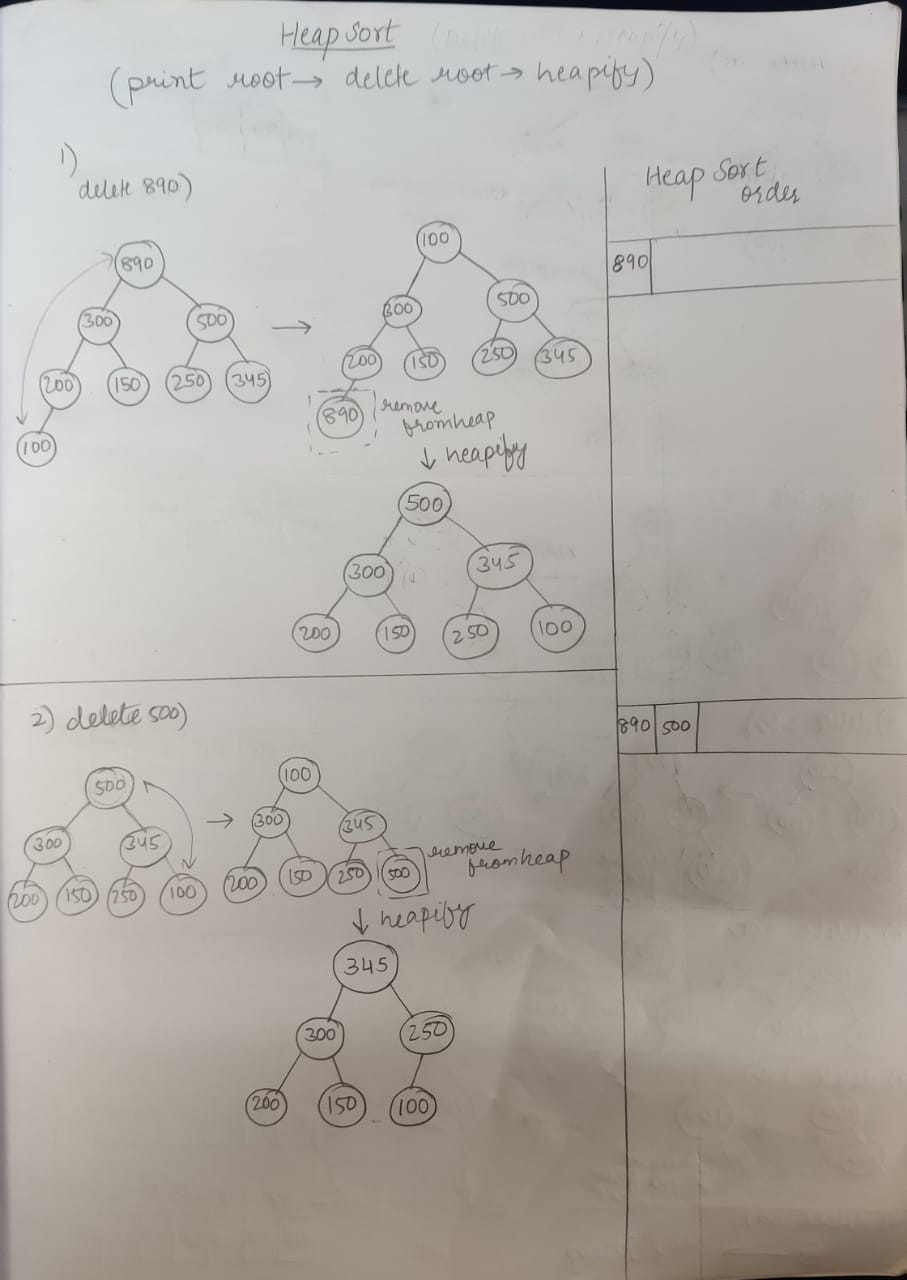 Heap Sort
(print root → delete root → heapify)
1)
delete 890)
Heap Sort
order
890
890
300 500
200 150 250 345
100
→
100
300 500
200 150 250 345
890
remove
from heap
↓ heapify
500
300 345
200 150 250 100
2) delete 500)
890 500
500
300 345
200 150 250 100
→
100
300 345
200 150 250 500
remove
from heap
↓ heapify
345
300 250
200 150 100